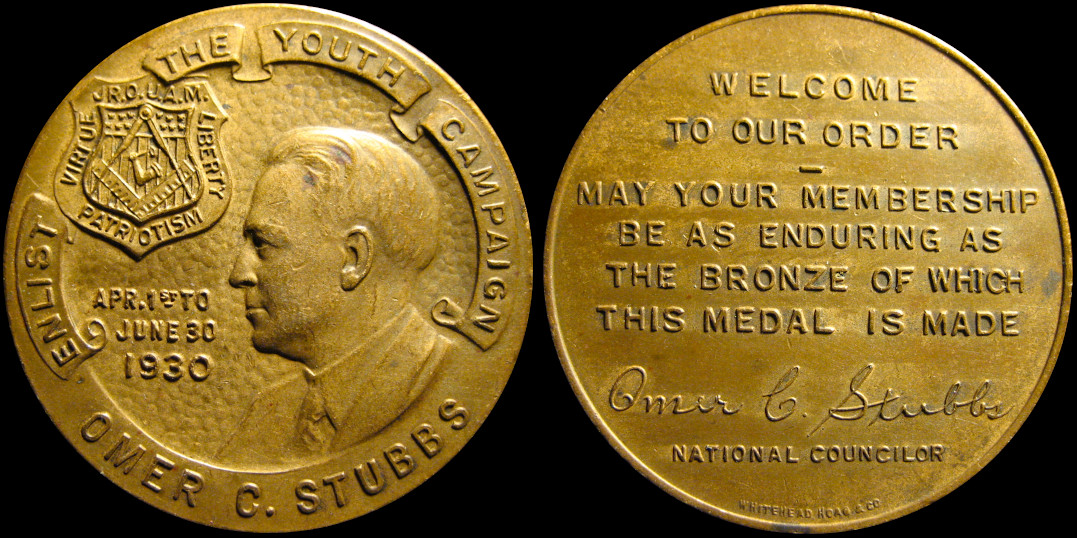 ENLIST THE YOUTH CAMPAIGN
JR.O.U.A.M.
VIRTUE
LIBERTY
PATRIOTISM
G
APR. 1ST TO
JUNE 30
1930
OMER C. STUBBS
WELCOME
TO OUR ORDER
–
MAY YOUR MEMBERSHIP
BE AS ENDURING AS
THE BRONZE OF WHICH
THIS MEDAL IS MADE
Omer C. Stubbs
NATIONAL COUNCILOR
WHITEHEAD HOAG & CO